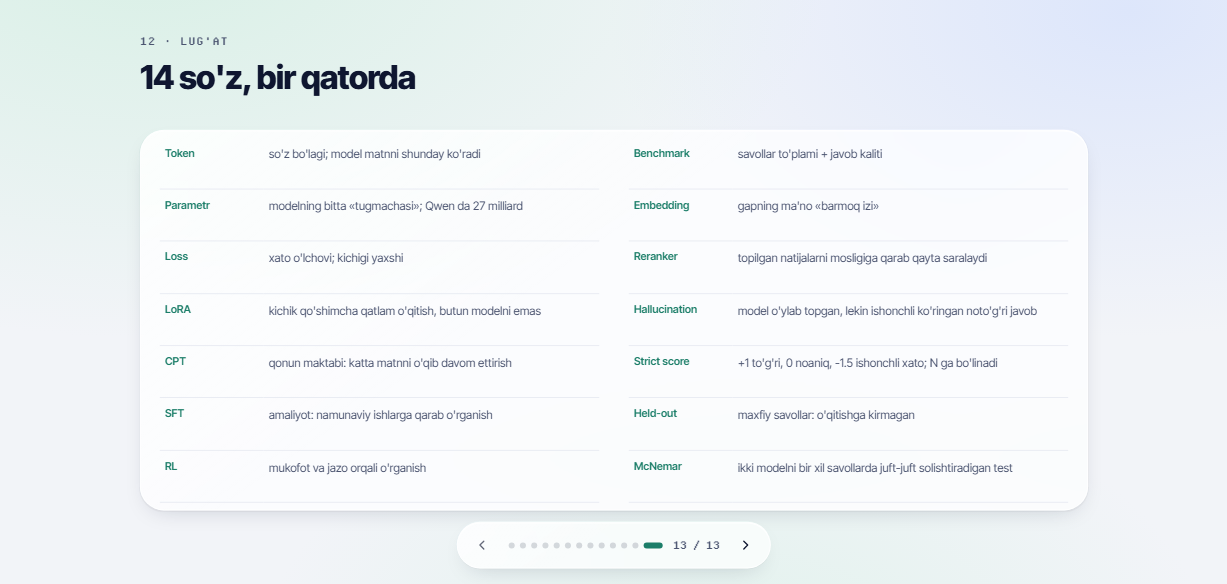 12 · LUG'AT
14 so'z, bir qatorda
Token so'z bo'lagi; model matnni shunday ko'radi
Benchmark savollar to'plami + javob kaliti
Parametr modelning bitta «tugmachasi»; Qwen da 27 milliard
Embedding gapning ma'no «barmoq izi»
Loss xato o'lchovi; kichigi yaxshi
Reranker topilgan natijalarni mosligiga qarab qayta saralaydi
LoRA kichik qo'shimcha qatlam o'qitish, butun modelni emas
Hallucination model o'ylab topgan, lekin ishonchli ko'ringan noto'g'ri javob
CPT qonun maktabi: katta matnni o'qib davom ettirish
Strict score +1 to'g'ri, 0 noaniq, -1.5 ishonchli xato; N ga bo'linadi
SFT amaliyot: namunaviy ishlarga qarab o'rganish
Held-out maxfiy savollar: o'qitishga kirmagan
RL mukofot va jazo orqali o'rganish
McNemar ikki modelni bir xil savollarda juft-juft solishtiradigan test
13 / 13